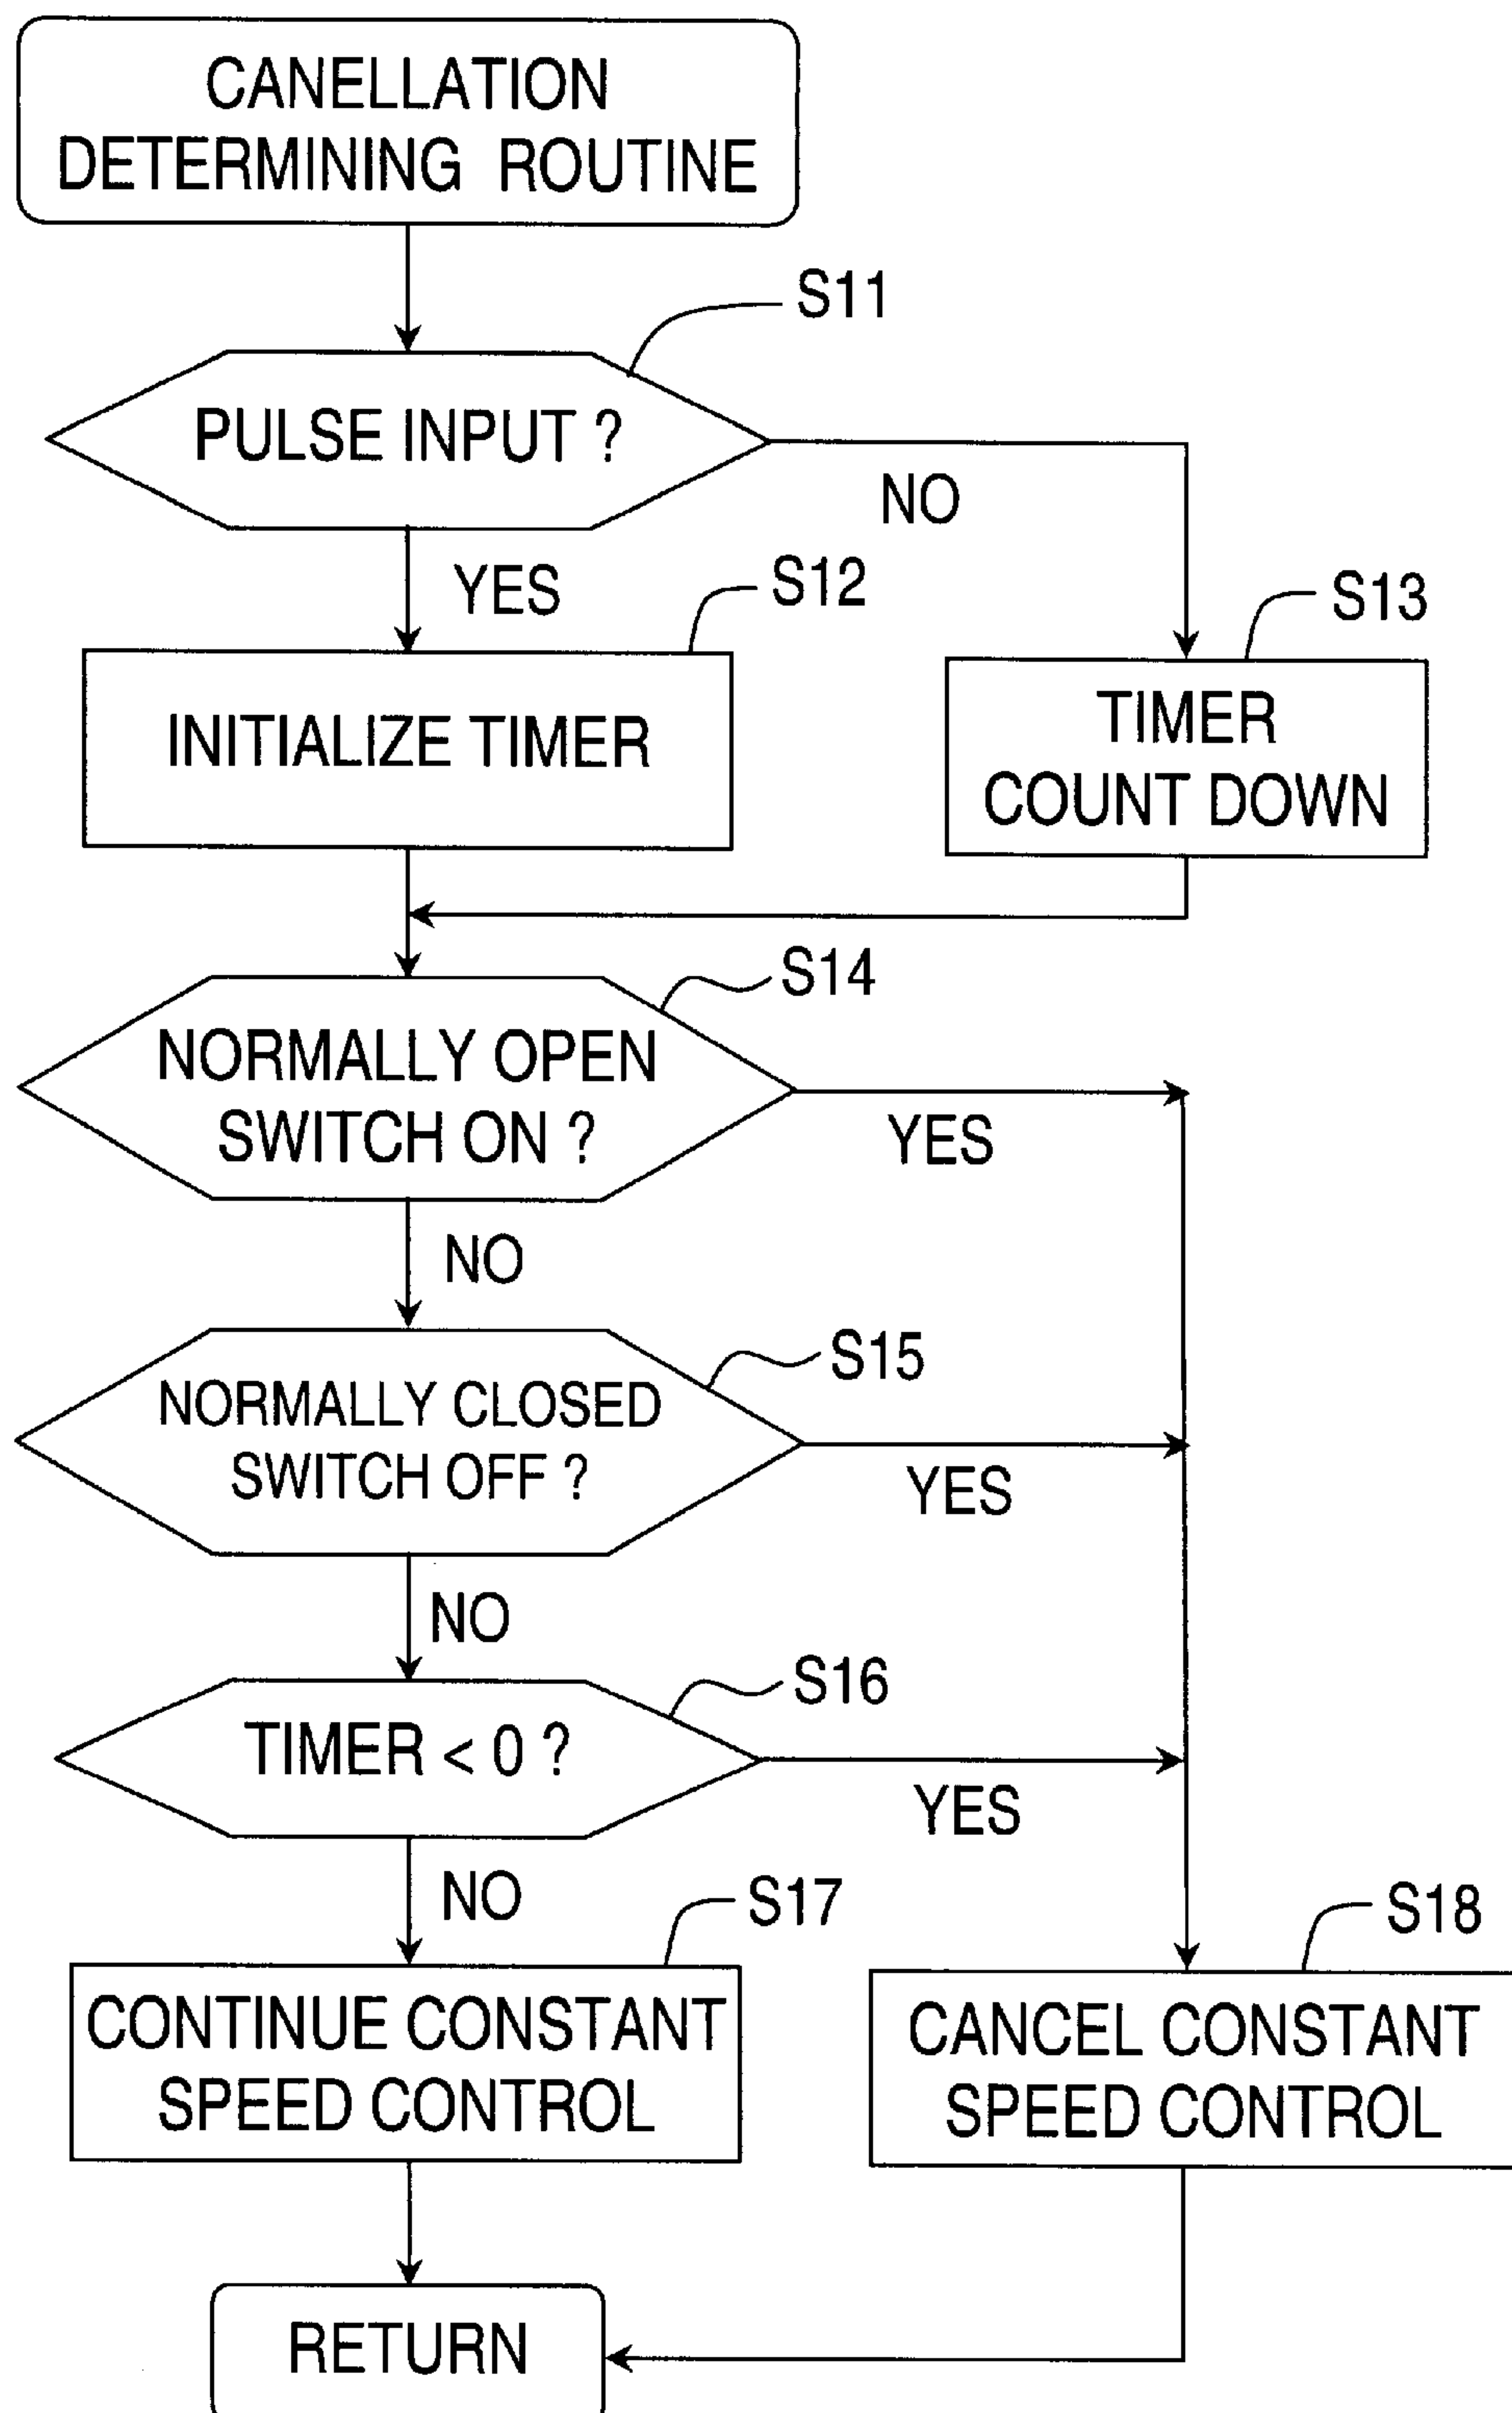 CANELLATION
DETERMINING ROUTINE
S11
PULSE INPUT ?
NO
YES
S12
S13
INITIALIZE TIMER
TIMER
COUNT DOWN
S14
NORMALLY OPEN
SWITCH ON ?
YES
NO
S15
NORMALLY CLOSED
SWITCH OFF ?
YES
NO
S16
TIMER < 0 ?
YES
NO
S17
S18
CONTINUE CONSTANT
SPEED CONTROL
CANCEL CONSTANT
SPEED CONTROL
RETURN